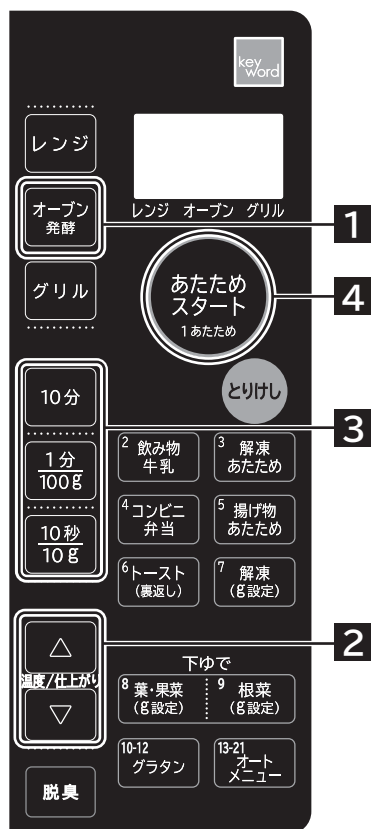 key
word
レンジ
レンジ オーブン グリル
オーブン
発酵
1
あたため
スタート
1あたため
4
グリル
とりけし
10分
3
1分
100g
10秒
10g
2 飲み物
牛乳
3 解凍
あたため
4 コンビニ
弁当
5 揚げ物
あたため
6 トースト
(裏返し)
7 解凍
(g設定)
2
△
温度/仕上がり
▽
下ゆで
8 葉・果菜
(g設定)
9 根菜
(g設定)
10-12
グラタン
13-21
オート
メニュー
脱臭